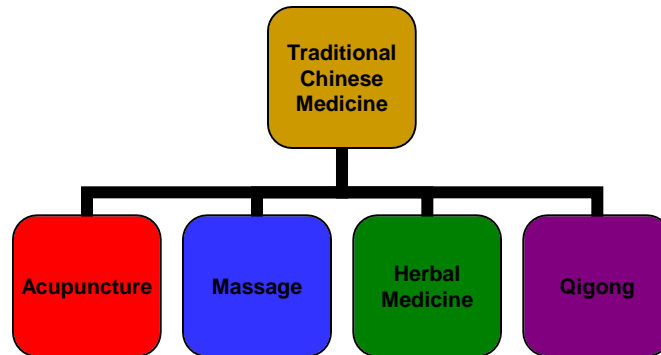 Traditional
Chinese
Medicine
Acupuncture
Massage
Herbal
Medicine
Qigong